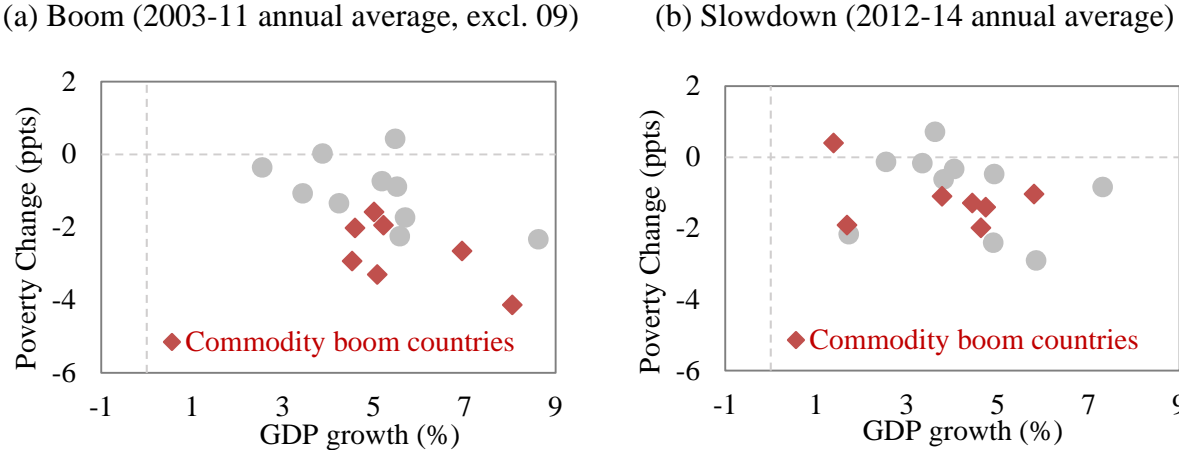 (a) Boom (2003-11 annual average, excl. 09)
Poverty Change (ppts)
2
0
-2
-4
-6
Commodity boom countries
-1 1 3 5 7 9
GDP growth (%)
(b) Slowdown (2012-14 annual average)
Poverty Change (ppts)
2
0
-2
-4
-6
Commodity boom countries
-1 1 3 5 7 9
GDP growth (%)